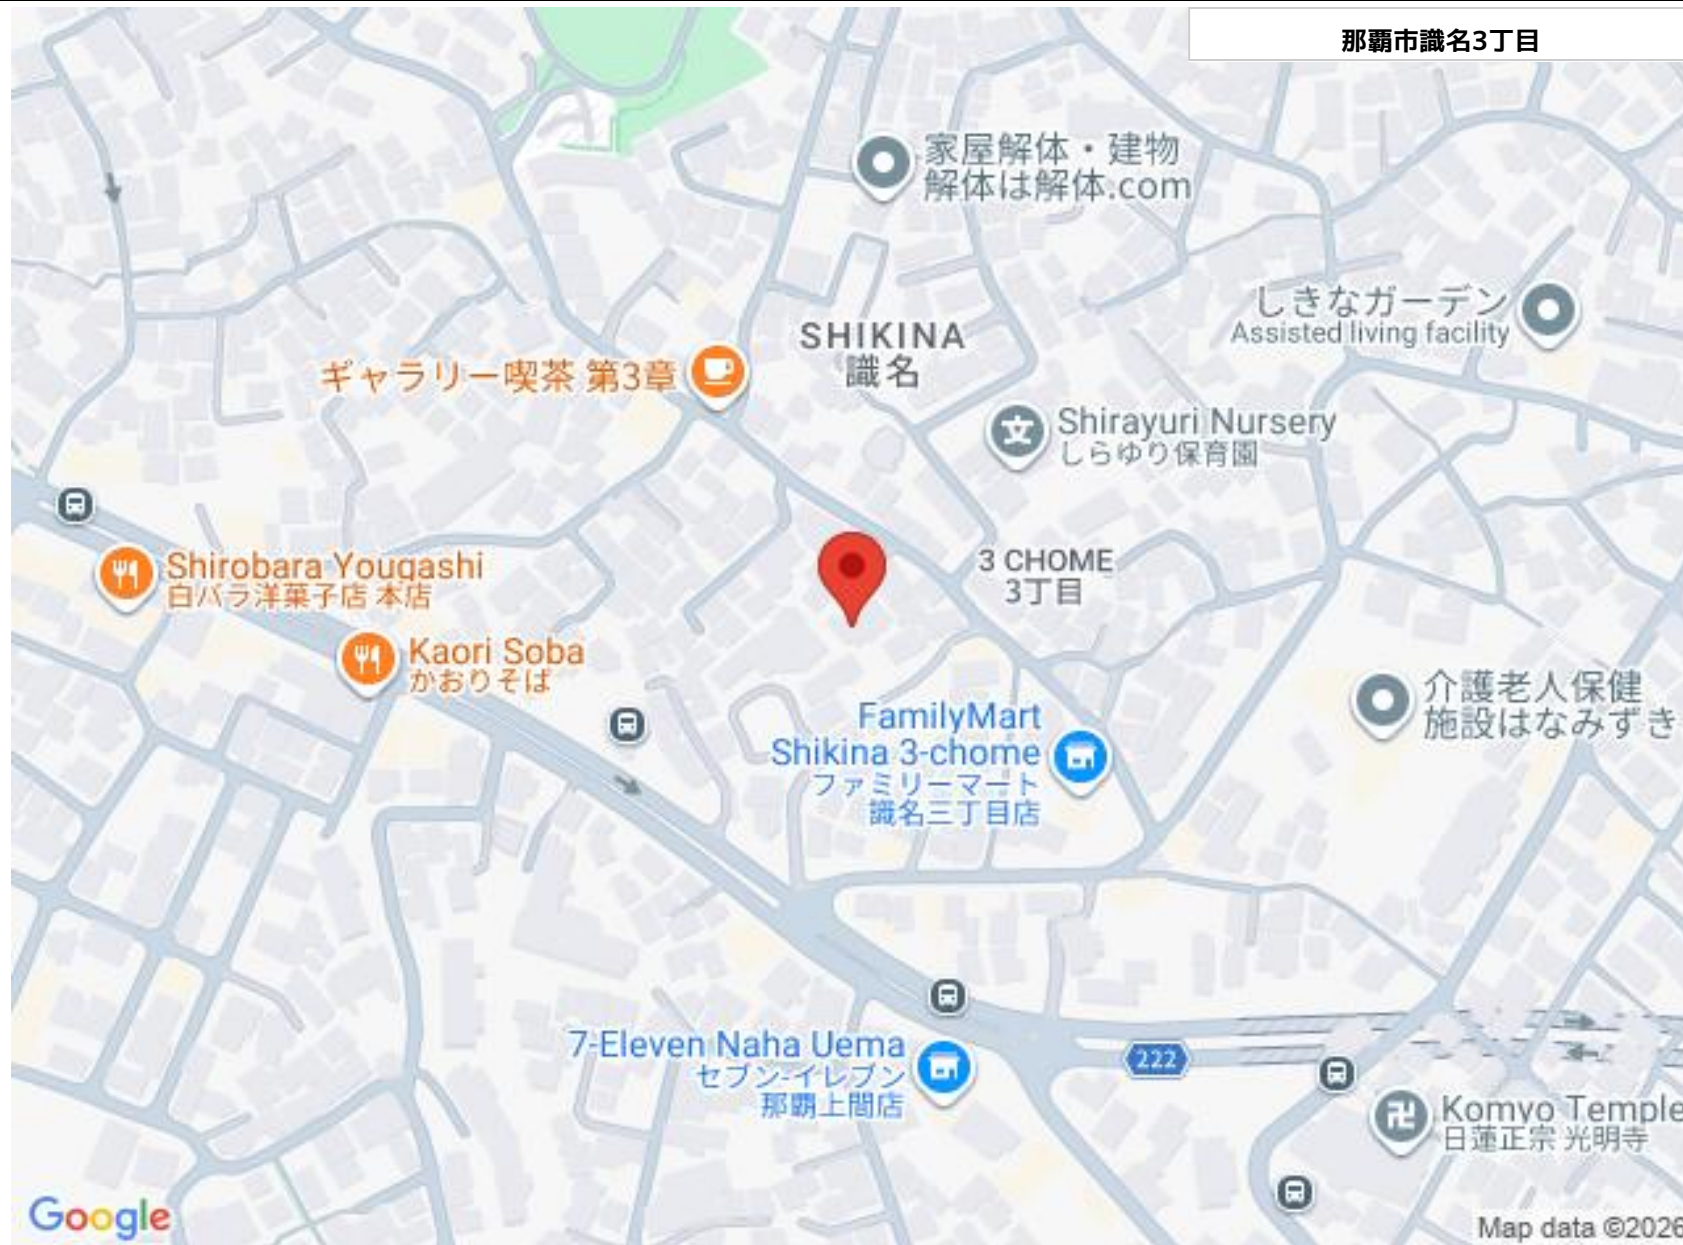 那覇市識名3丁目
家屋解体・建物
解体は解体.com
しきなガーデン
Assisted living facility
SHIKINA
識名
ギャラリー喫茶 第3章
Shirayuri Nursery
しらゆり保育園
3 CHOME
3丁目
Shirobara Yougashi
白バラ洋菓子店 本店
Kaori Soba
かおりそば
介護老人保健
施設はなみずき
FamilyMart
Shikina 3-chome
ファミリーマート
識名三丁目店
7-Eleven Naha Uema
セブン-イレブン
那覇上間店
222
Komyo Temple
日蓮正宗 光明寺
Google
Map data ©2026